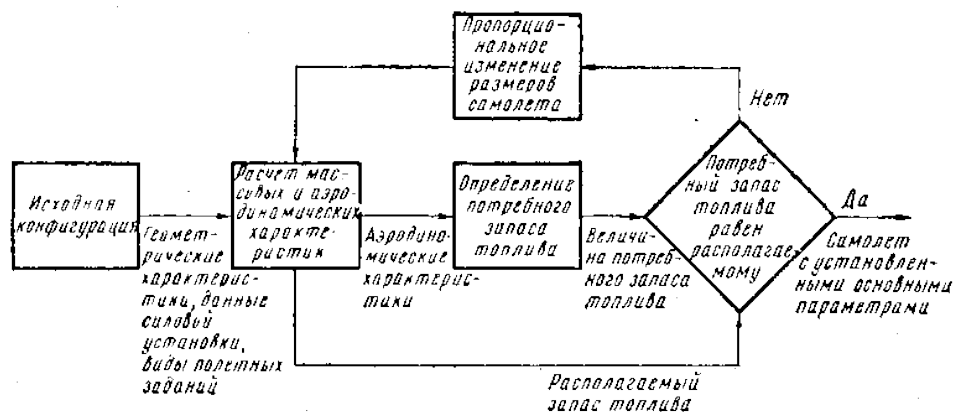 Пропорцио-
нальное
изменение
размеров
самолета
Нет
Исходная
конфигурация
Расчет мас-
совых и аэро-
динамических
характе-
ристик
Определение
потребного
запаса
топлива
Потреб-
ный запас
топлива
равен
располагае-
мому
Да
Геймет-
рические
характерис-
тики, данные
силовой
установки,
виды полетных
заданий
Аэродина-
мические
характерис-
тики
Величи-
на потреб-
ного запаса
топлива
Самолет
с установлен-
ными основными
параметрами
Располагаемый
запас топлива